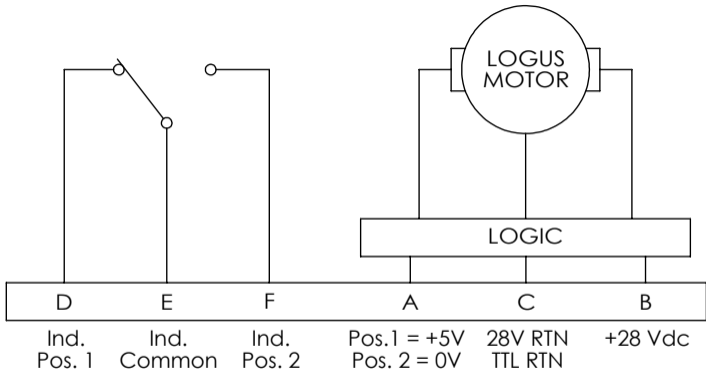 LOGUS
MOTOR
LOGIC
D E F A C B
Ind. Ind. Ind. Pos.1 = +5V 28V RTN +28 Vdc
Pos. 1 Common Pos. 2 Pos. 2 = 0V TTL RTN